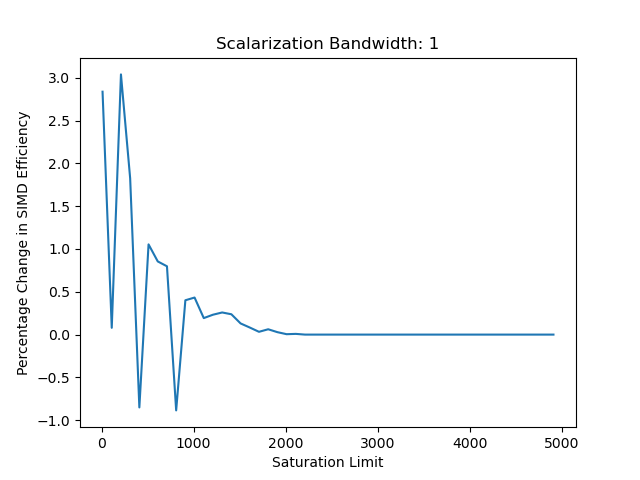 Scalarization Bandwidth: 1
Percentage Change in SIMD Efficiency
3.0
2.5
2.0
1.5
1.0
0.5
0.0
−0.5
−1.0
0 1000 2000 3000 4000 5000
Saturation Limit